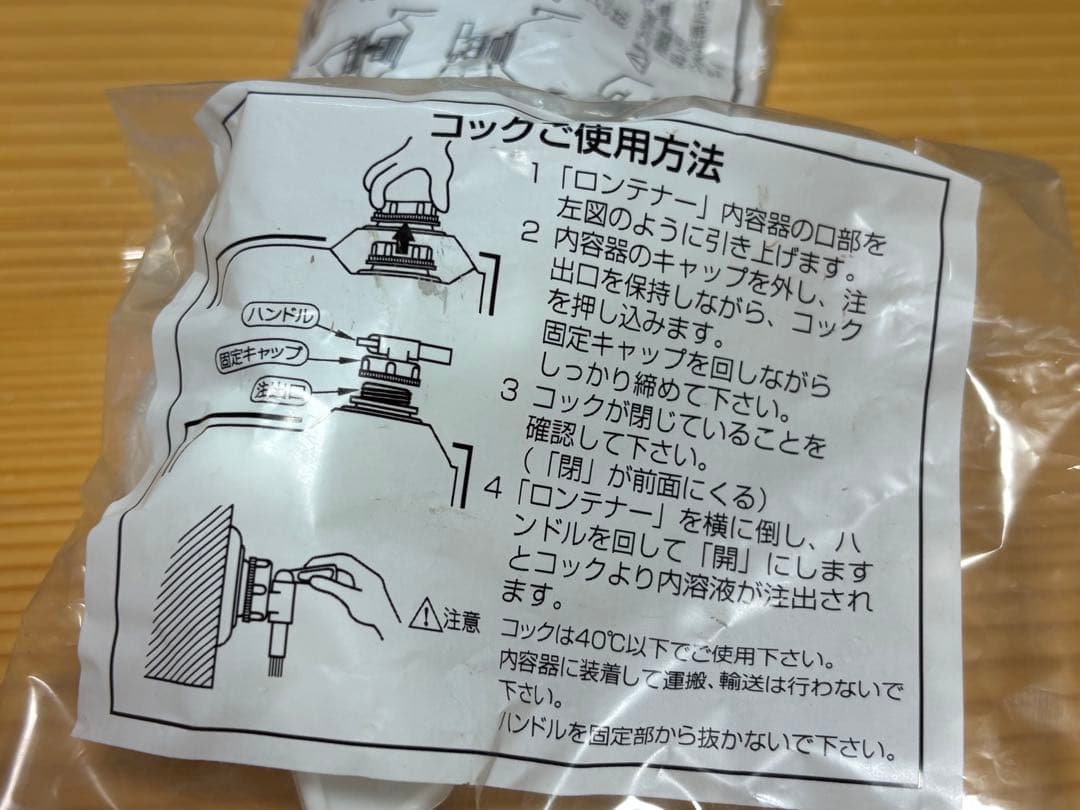 コックご使用方法
1 「ロンテナー」内容器の口部を
左図のように引き上げます。
2 内容器のキャップを外し、注
出口を保持しながら、コック
を押し込みます。
固定キャップを回しながら
しっかり締めて下さい。
3 コックが閉じていることを
確認して下さい。
(「閉」が前面にくる)
4 「ロンテナー」を横に倒し、ハ
ンドルを回して「開」にします
とコックより内溶液が注出され
ます。
ハンドル
固定キャップ
注出口
注意
コックは40℃以下でご使用下さい。
内容器に装着して運搬、輸送は行わないで
下さい。
ハンドルを固定部から抜かないで下さい。